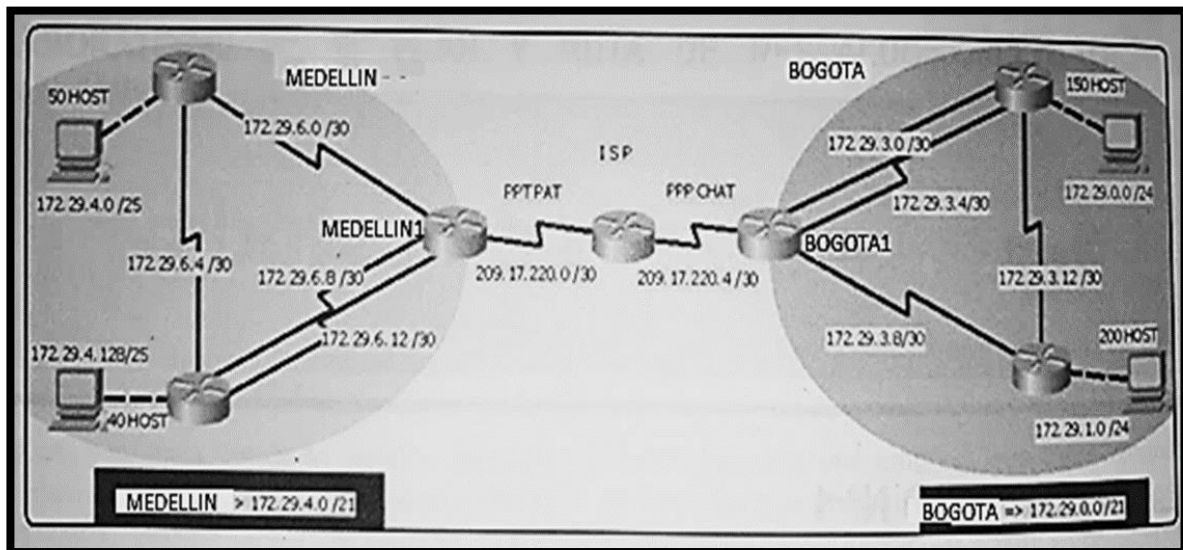 MEDELLIN
50 HOST
172.29.6.0 /30
172.29.4.0 /25
MEDELLIN1
172.29.6.4 /30
172.29.6.8 /30
172.29.6.12 /30
172.29.4.128/25
40 HOST
MEDELLIN > 172.29.4.0 /21
ISP
PPT PAT
PPP CHAT
209.17.220.0 /30
209.17.220.4 /30
BOGOTA
150 HOST
172.29.3.0/30
172.29.0.0 /24
172.29.3.4/30
BOGOTA1
172.29.3.12/30
172.29.3.8/30
200 HOST
172.29.1.0 /24
BOGOTA => 172.29.0.0 /21